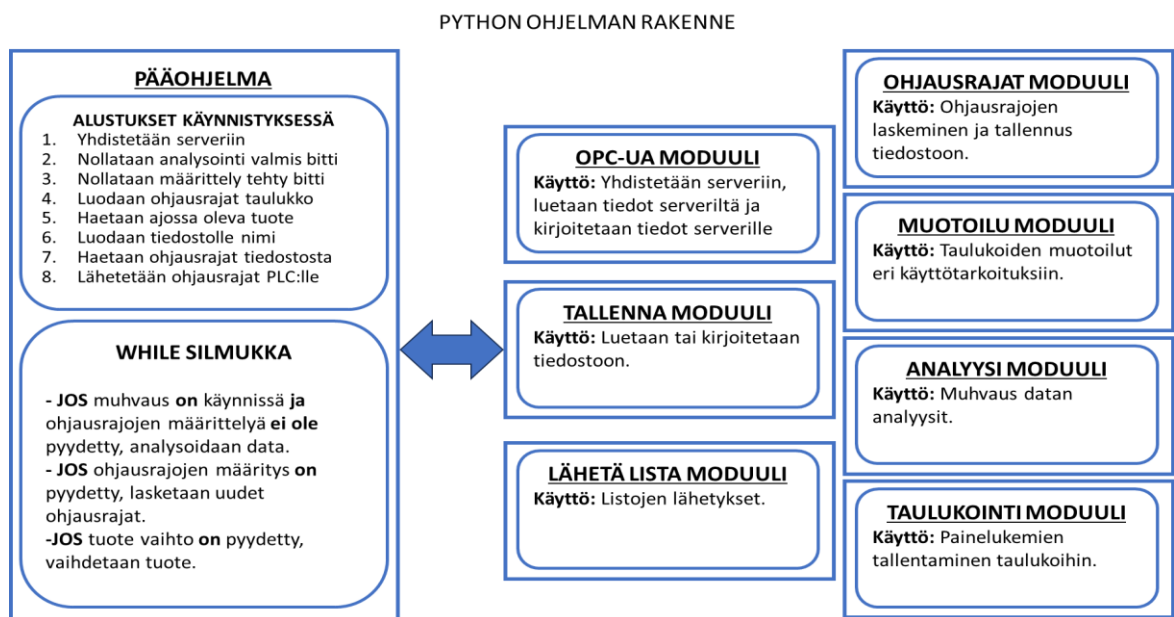 PYTHON OHJELMAN RAKENNE
PÄÄOHJELMA
ALUSTUKSET KÄYNNISTYKSESSÄ
1. Yhdistetään serveriin
2. Nollataan analysointi valmis bitti
3. Nollataan määrittely tehty bitti
4. Luodaan ohjausrajat taulukko
5. Haetaan ajossa oleva tuote
6. Luodaan tiedostolle nimi
7. Haetaan ohjausrajat tiedostosta
8. Lähetetään ohjausrajat PLC:lle
WHILE SILMUKKA
- JOS muhvaus on käynnissä ja
ohjausrajojen määrittelyä ei ole
pyydetty, analysoidaan data.
- JOS ohjausrajojen määritys on
pyydetty, lasketaan uudet
ohjausrajat.
-JOS tuote vaihto on pyydetty,
vaihdetaan tuote.
OPC-UA MODUULI
Käyttö: Yhdistetään serveriin,
luetaan tiedot serveriltä ja
kirjoitetaan tiedot serverille
TALLENNA MODUULI
Käyttö: Luetaan tai kirjoitetaan
tiedostoon.
LÄHETÄ LISTA MODUULI
Käyttö: Listojen lähetykset.
OHJAUSRAJAT MODUULI
Käyttö: Ohjausrajojen
laskeminen ja tallennus
tiedostoon.
MUOTOILU MODUULI
Käyttö: Taulukoiden muotoilut
eri käyttötarkoituksiin.
ANALYYSI MODUULI
Käyttö: Muhvaus datan
analyysit.
TAULUKOINTI MODUULI
Käyttö: Painelukemien
tallentaminen taulukoihin.